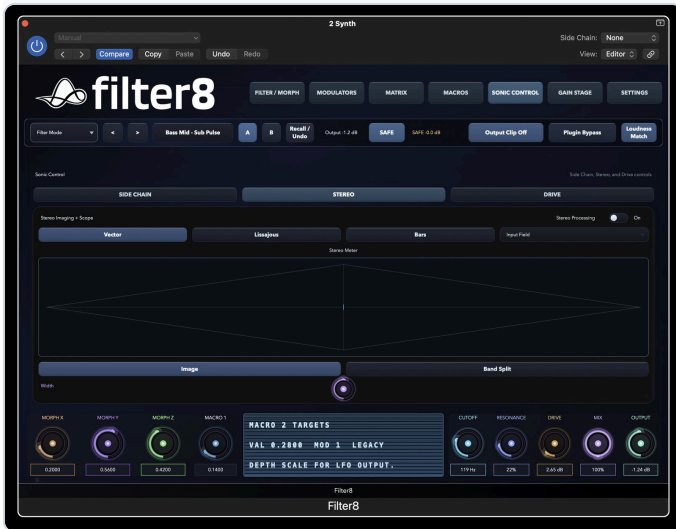 2 Synth
Manual
Side Chain: None
< > Compare Copy Paste Undo Redo
View: Editor
filter8
FILTER / MORPH MODULATORS MATRIX MACROS SONIC CONTROL GAIN STAGE SETTINGS
Filter Mode < > Bass Mid - Sub Pulse A B Recall / Undo Output -1.2 dB SAFE SAFE -0.0 dB Output Clip Off Plugin Bypass Loudness Match
Sonic Control Side Chain, Stereo, and Drive controls
SIDE CHAIN STEREO DRIVE
Stereo Imaging + Scope Stereo Processing On
Vector Lissajous Bars Input Field
Stereo Meter
Image Band Split
Width
MORPH X MORPH Y MORPH Z MACRO 1 CUTOFF RESONANCE DRIVE MIX OUTPUT
MACRO 2 TARGETS
VAL 0.2800 MOD 1 LEGACY
DEPTH SCALE FOR LFO OUTPUT.
0.2000 0.5600 0.4200 0.1400 119 Hz 22% 2.65 dB 100% -1.24 dB
Filter8
Filter8